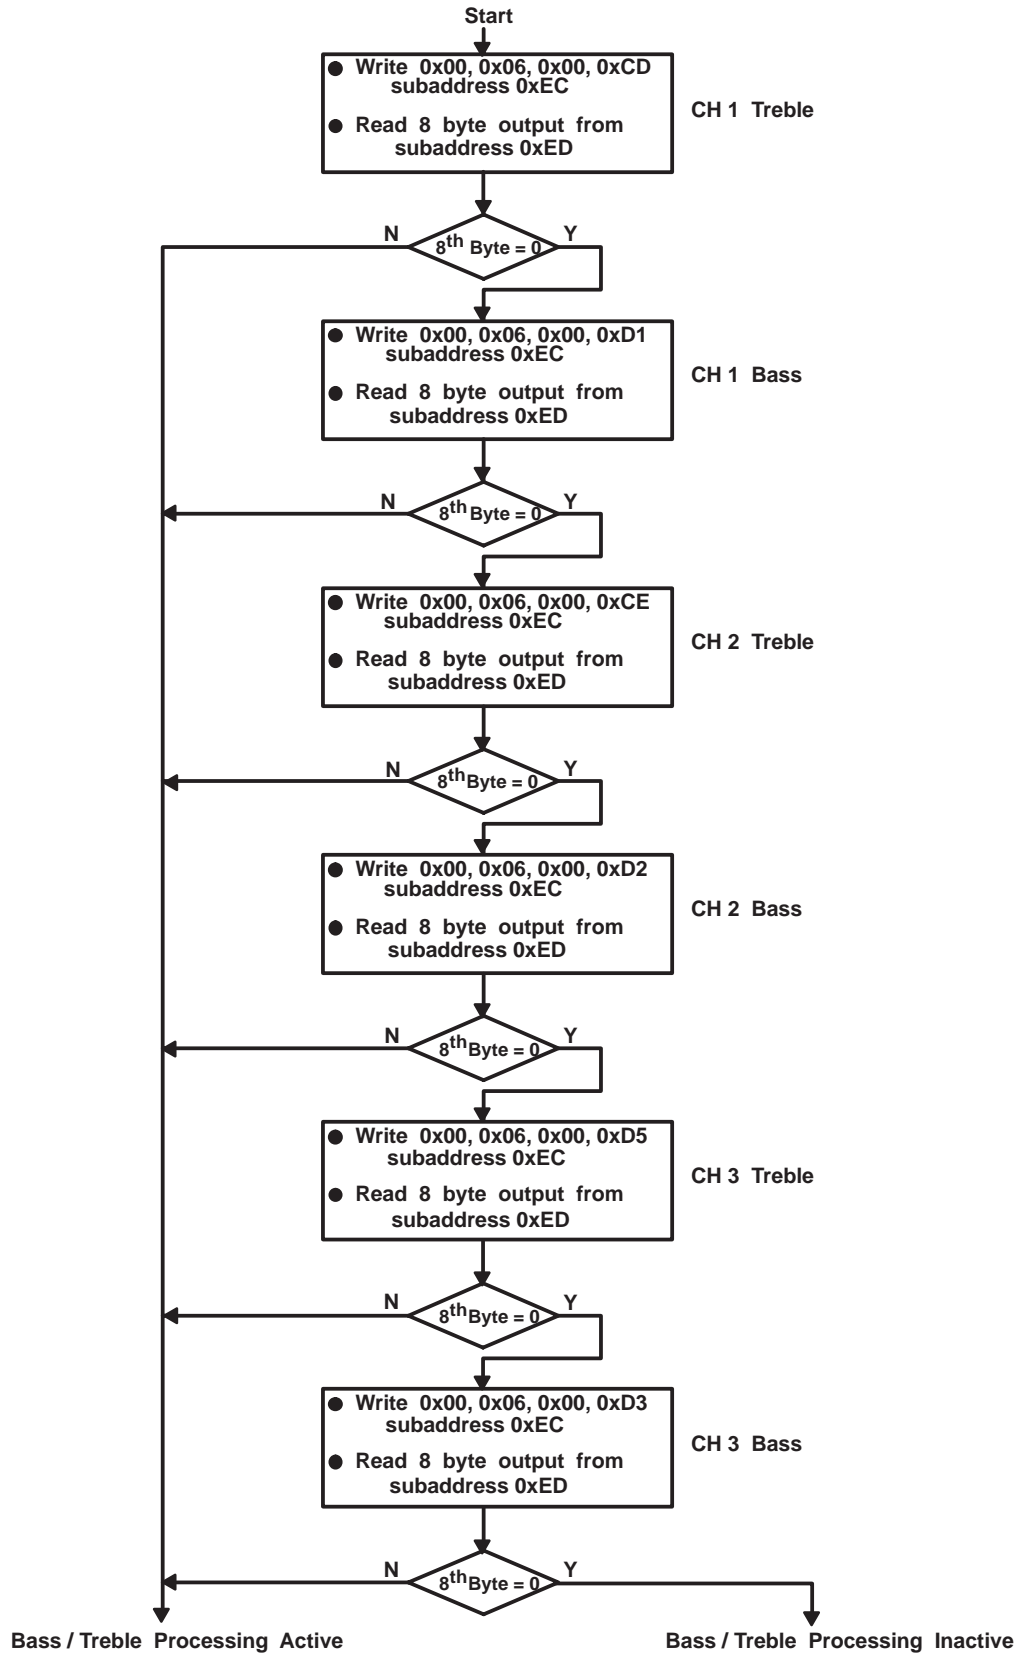 Start
● Write 0x00, 0x06, 0x00, 0xCD
subaddress 0xEC
● Read 8 byte output from
subaddress 0xED
CH 1 Treble
N
8th Byte = 0
Y
● Write 0x00, 0x06, 0x00, 0xD1
subaddress 0xEC
● Read 8 byte output from
subaddress 0xED
CH 1 Bass
N
8th Byte = 0
Y
● Write 0x00, 0x06, 0x00, 0xCE
subaddress 0xEC
● Read 8 byte output from
subaddress 0xED
CH 2 Treble
N
8th Byte = 0
Y
● Write 0x00, 0x06, 0x00, 0xD2
subaddress 0xEC
● Read 8 byte output from
subaddress 0xED
CH 2 Bass
N
8th Byte = 0
Y
● Write 0x00, 0x06, 0x00, 0xD5
subaddress 0xEC
● Read 8 byte output from
subaddress 0xED
CH 3 Treble
N
8th Byte = 0
Y
● Write 0x00, 0x06, 0x00, 0xD3
subaddress 0xEC
● Read 8 byte output from
subaddress 0xED
CH 3 Bass
N
8th Byte = 0
Y
Bass / Treble Processing Active
Bass / Treble Processing Inactive